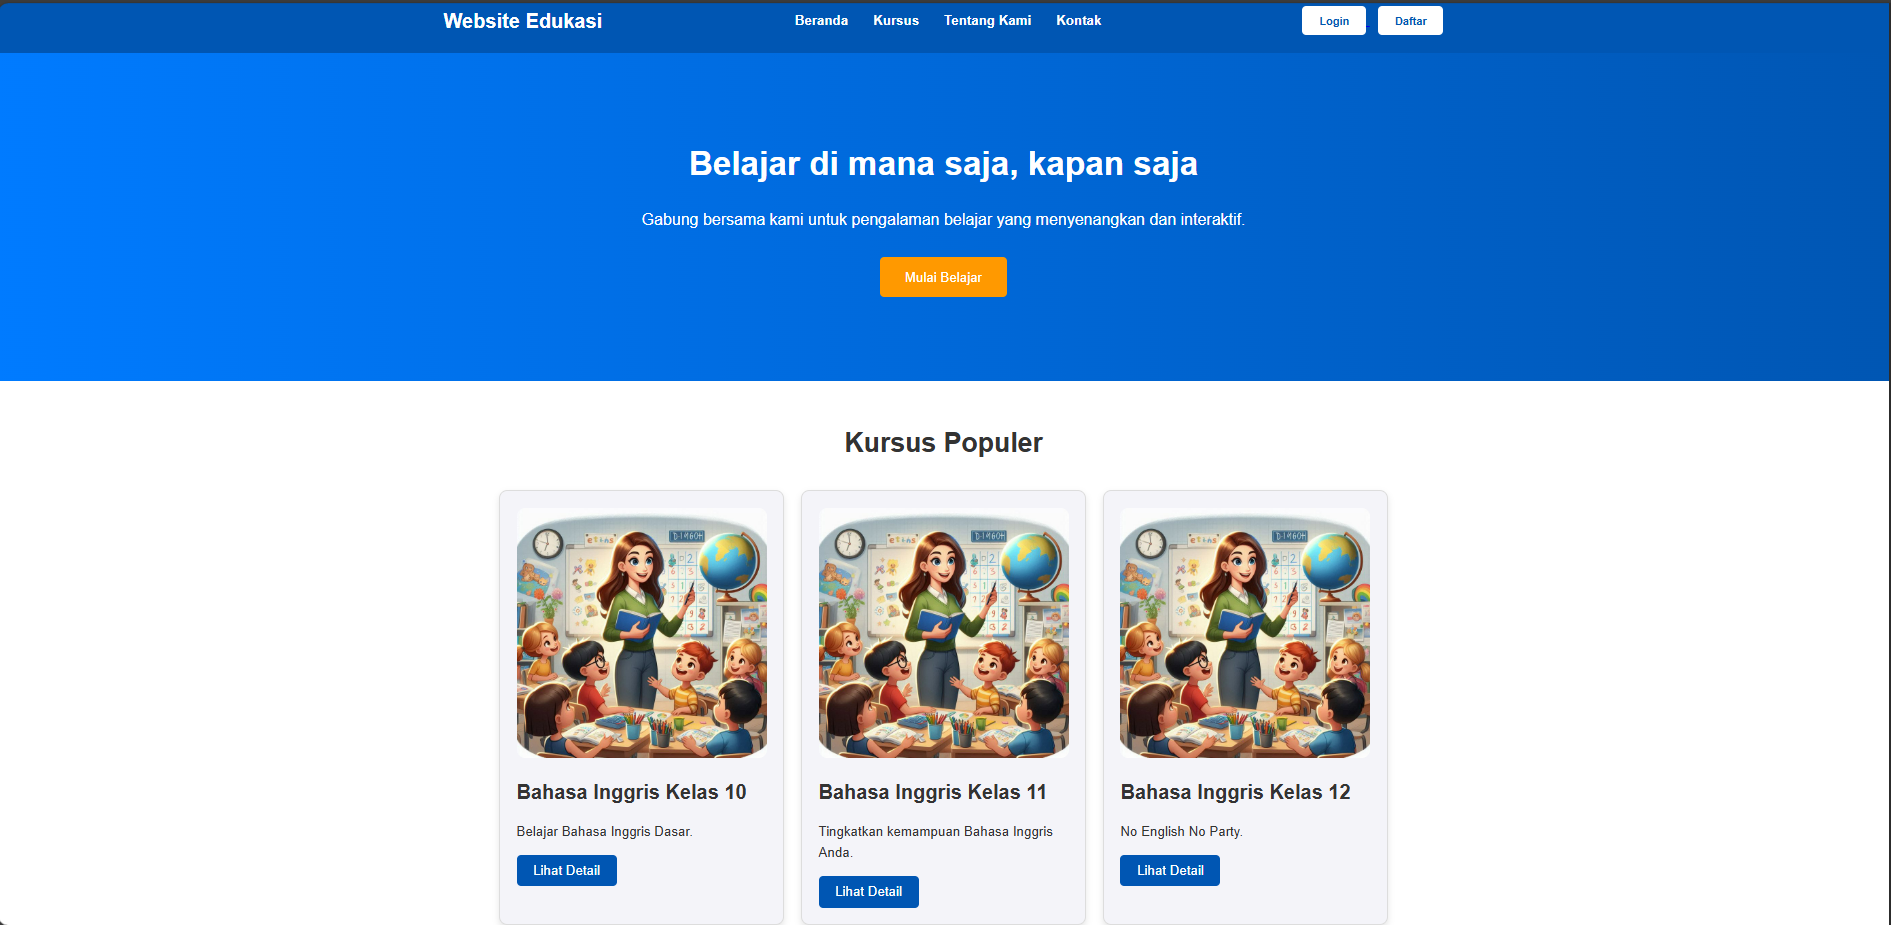 Website Edukasi
Beranda Kursus Tentang Kami Kontak
Login Daftar
Belajar di mana saja, kapan saja
Gabung bersama kami untuk pengalaman belajar yang menyenangkan dan interaktif.
Mulai Belajar
Kursus Populer
Bahasa Inggris Kelas 10
Belajar Bahasa Inggris Dasar.
Lihat Detail
Bahasa Inggris Kelas 11
Tingkatkan kemampuan Bahasa Inggris
Anda.
Lihat Detail
Bahasa Inggris Kelas 12
No English No Party.
Lihat Detail